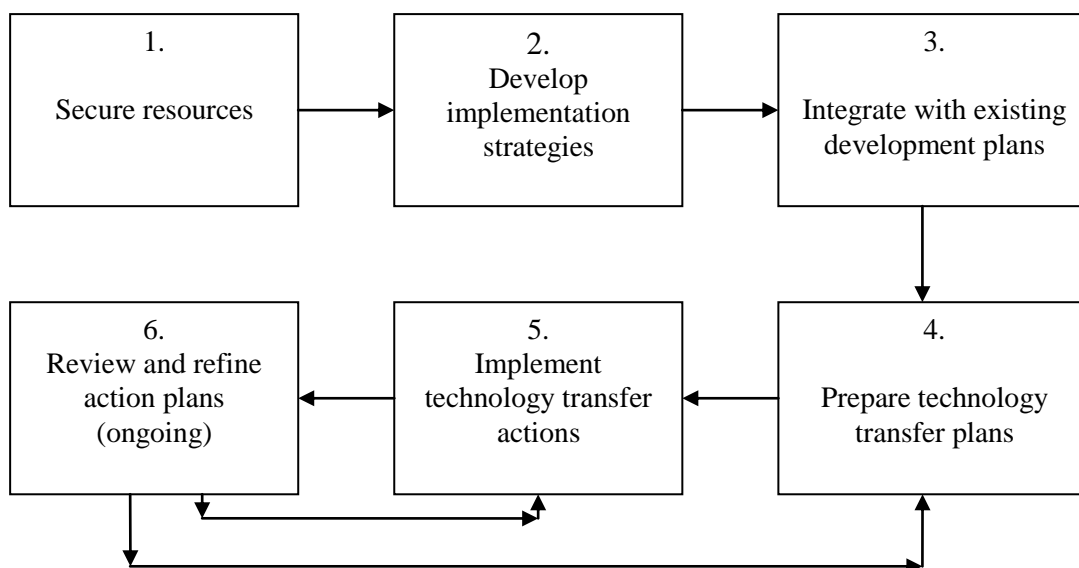 1.
Secure resources
2.
Develop
implementation
strategies
3.
Integrate with existing
development plans
4.
Prepare technology
transfer plans
5.
Implement
technology transfer
actions
6.
Review and refine
action plans
(ongoing)